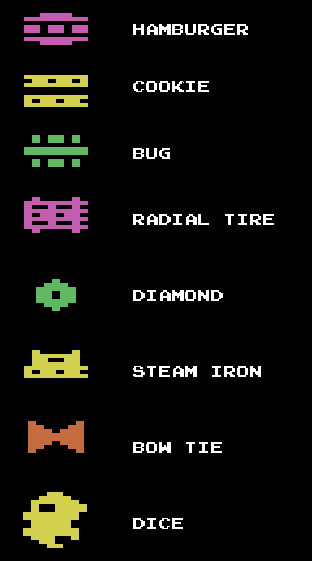 HAMBURGER
COOKIE
BUG
RADIAL TIRE
DIAMOND
STEAM IRON
BOW TIE
DICE